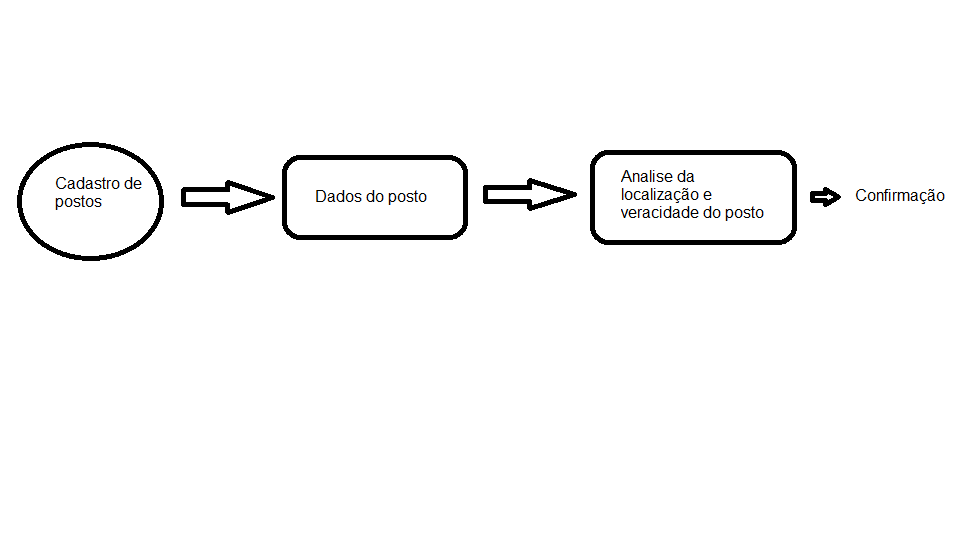 Cadastro de
postos
Dados do posto
Analise da
localização e
veracidade do posto
Confirmação